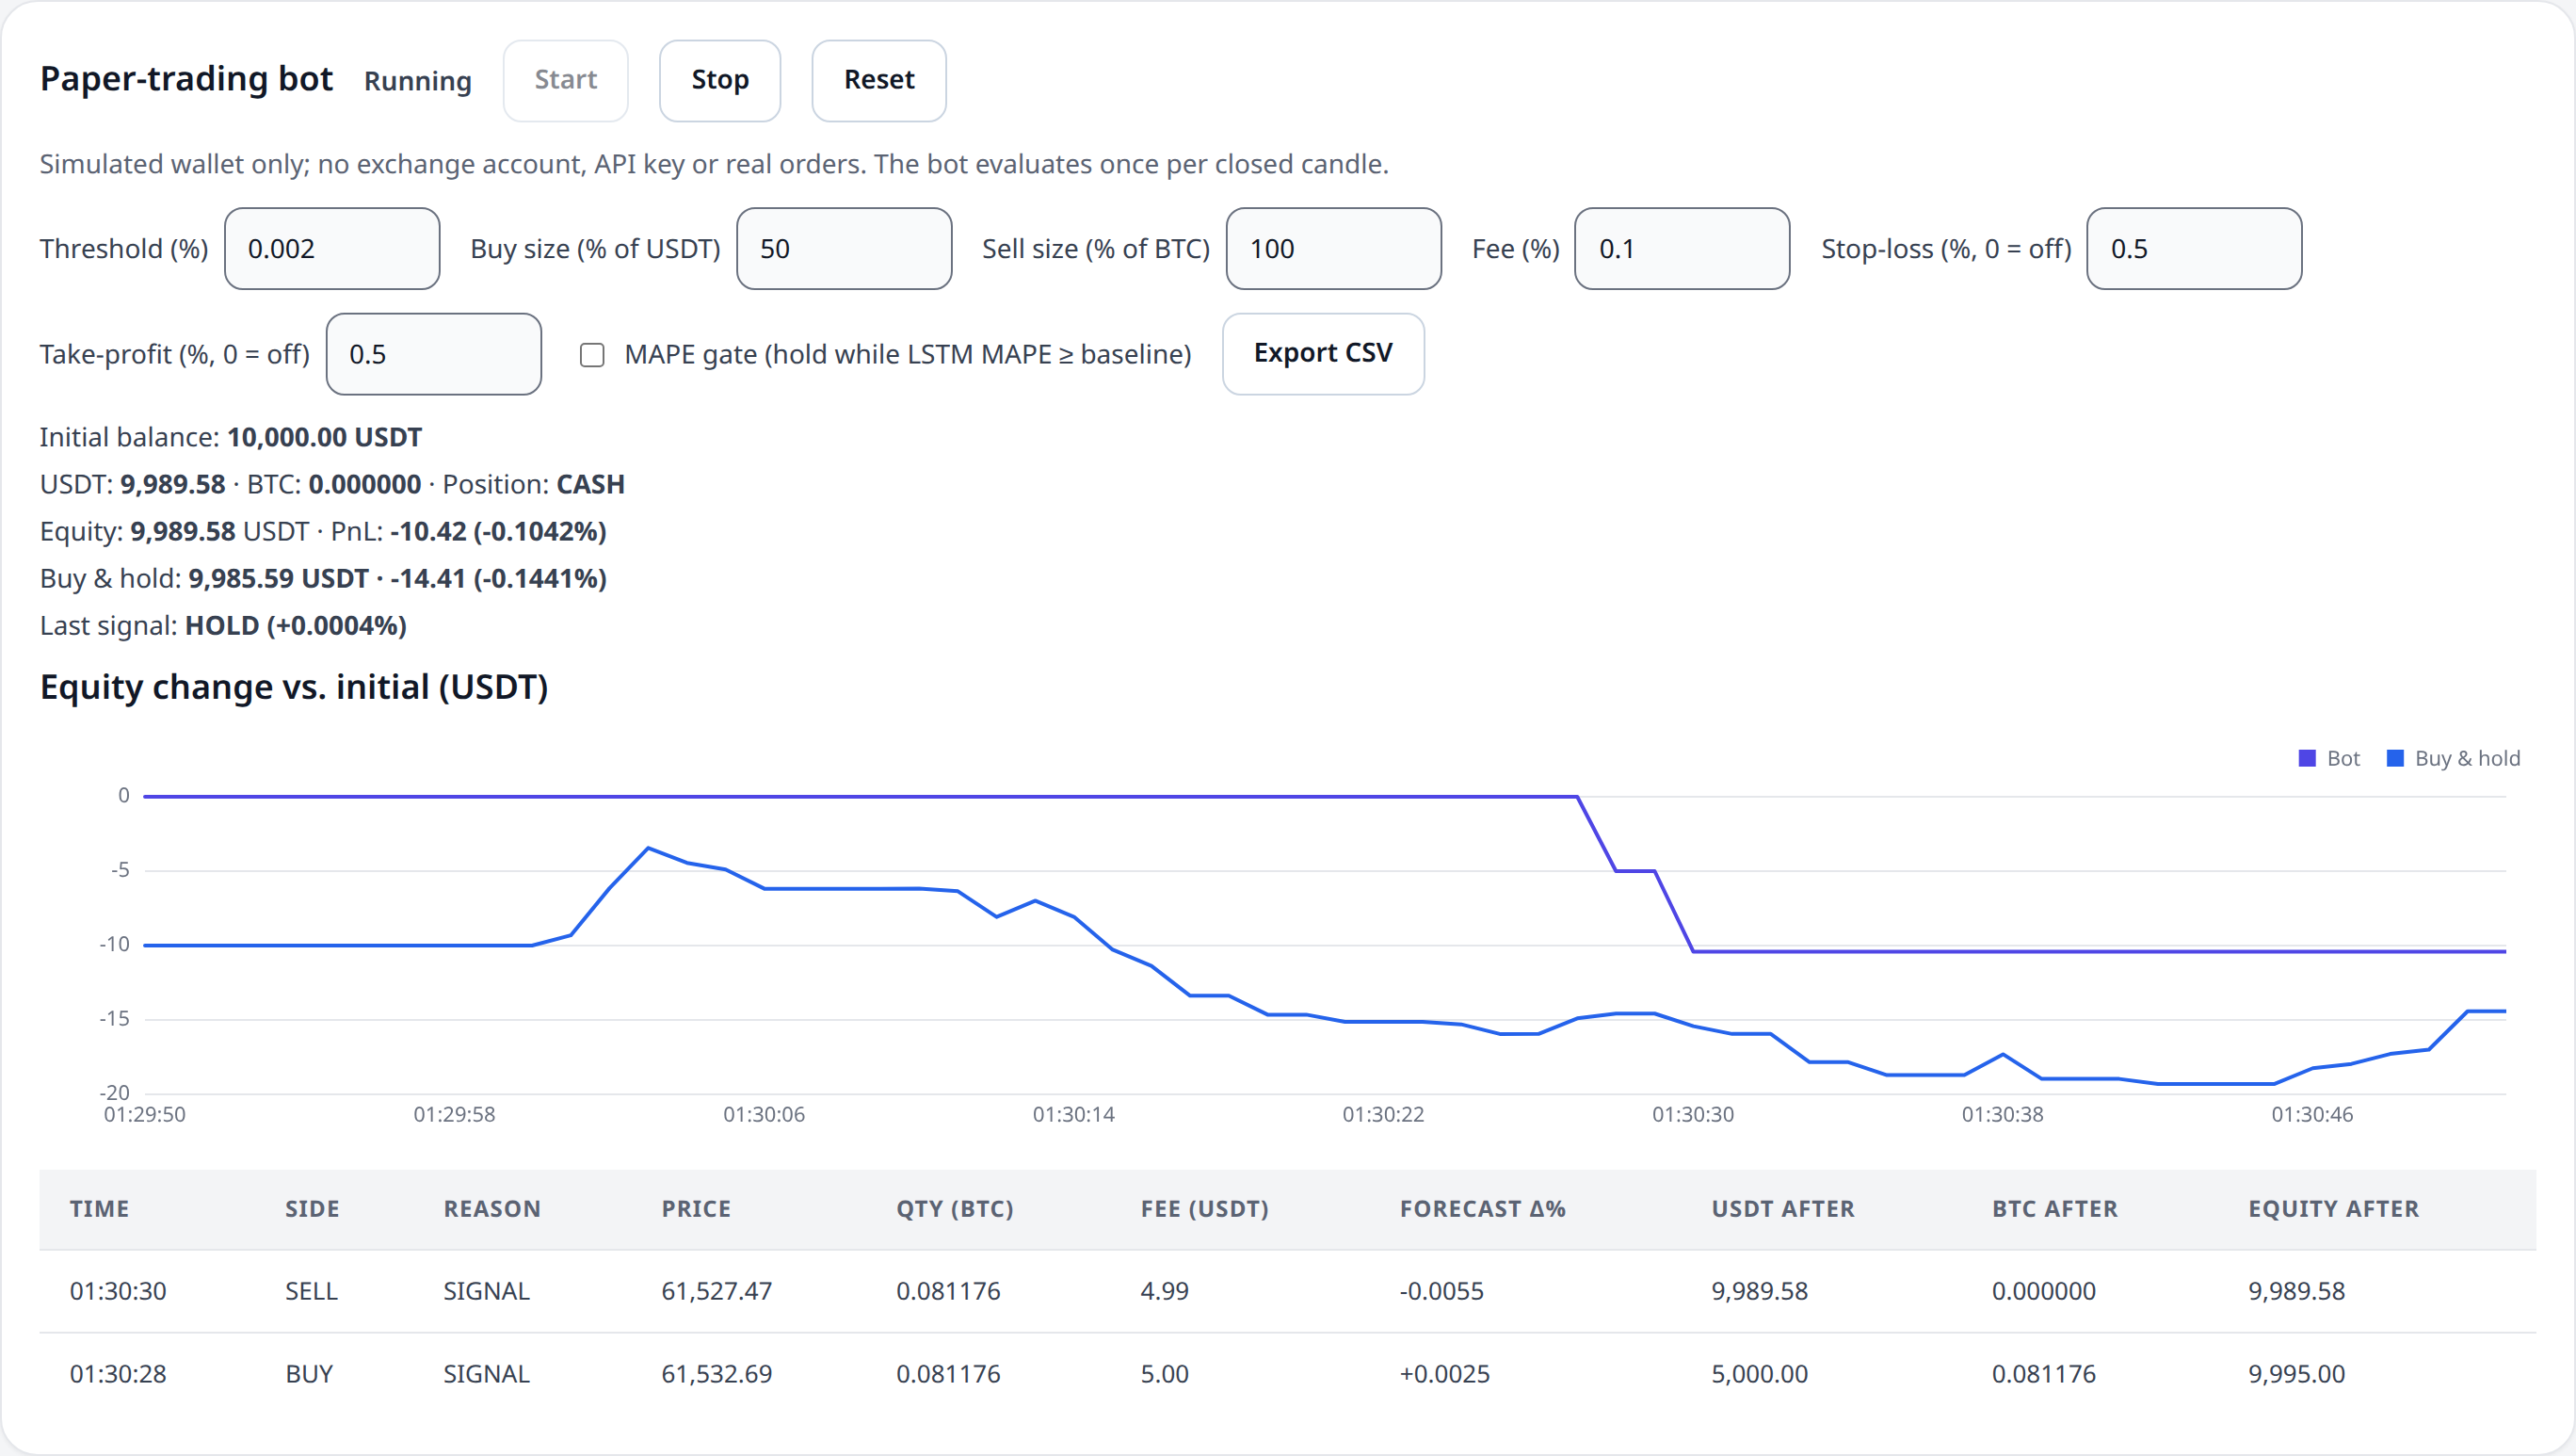 Paper-trading bot Running Start Stop Reset
Simulated wallet only; no exchange account, API key or real orders. The bot evaluates once per closed candle.
Threshold (%) 0.002 Buy size (% of USDT) 50 Sell size (% of BTC) 100 Fee (%) 0.1 Stop-loss (%, 0 = off) 0.5
Take-profit (%, 0 = off) 0.5 MAPE gate (hold while LSTM MAPE ≥ baseline) Export CSV
Initial balance: 10,000.00 USDT
USDT: 9,989.58 · BTC: 0.000000 · Position: CASH
Equity: 9,989.58 USDT · PnL: -10.42 (-0.1042%)
Buy & hold: 9,985.59 USDT · -14.41 (-0.1441%)
Last signal: HOLD (+0.0004%)
Equity change vs. initial (USDT)
Bot Buy & hold
0
-5
-10
-15
-20
01:29:50 01:29:58 01:30:06 01:30:14 01:30:22 01:30:30 01:30:38 01:30:46
TIME SIDE REASON PRICE QTY (BTC) FEE (USDT) FORECAST Δ% USDT AFTER BTC AFTER EQUITY AFTER
01:30:30 SELL SIGNAL 61,527.47 0.081176 4.99 -0.0055 9,989.58 0.000000 9,989.58
01:30:28 BUY SIGNAL 61,532.69 0.081176 5.00 +0.0025 5,000.00 0.081176 9,995.00